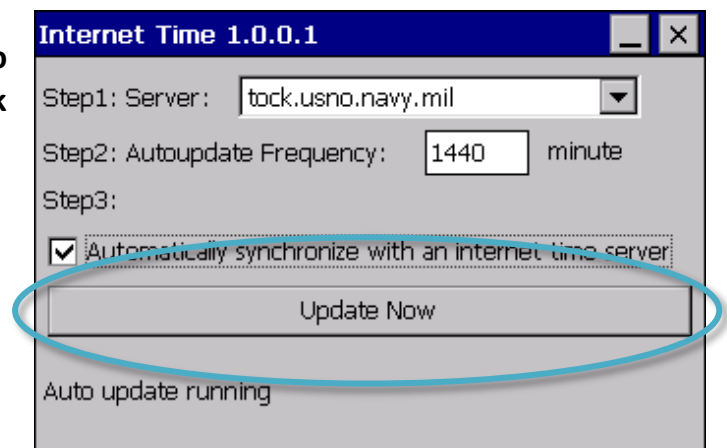 Internet Time 1.0.0.1
Step1: Server: tock.usno.navy.mil
Step2: Autoupdate Frequency: 1440 minute
Step3:
Automatically synchronize with an internet time server
Update Now
Auto update running